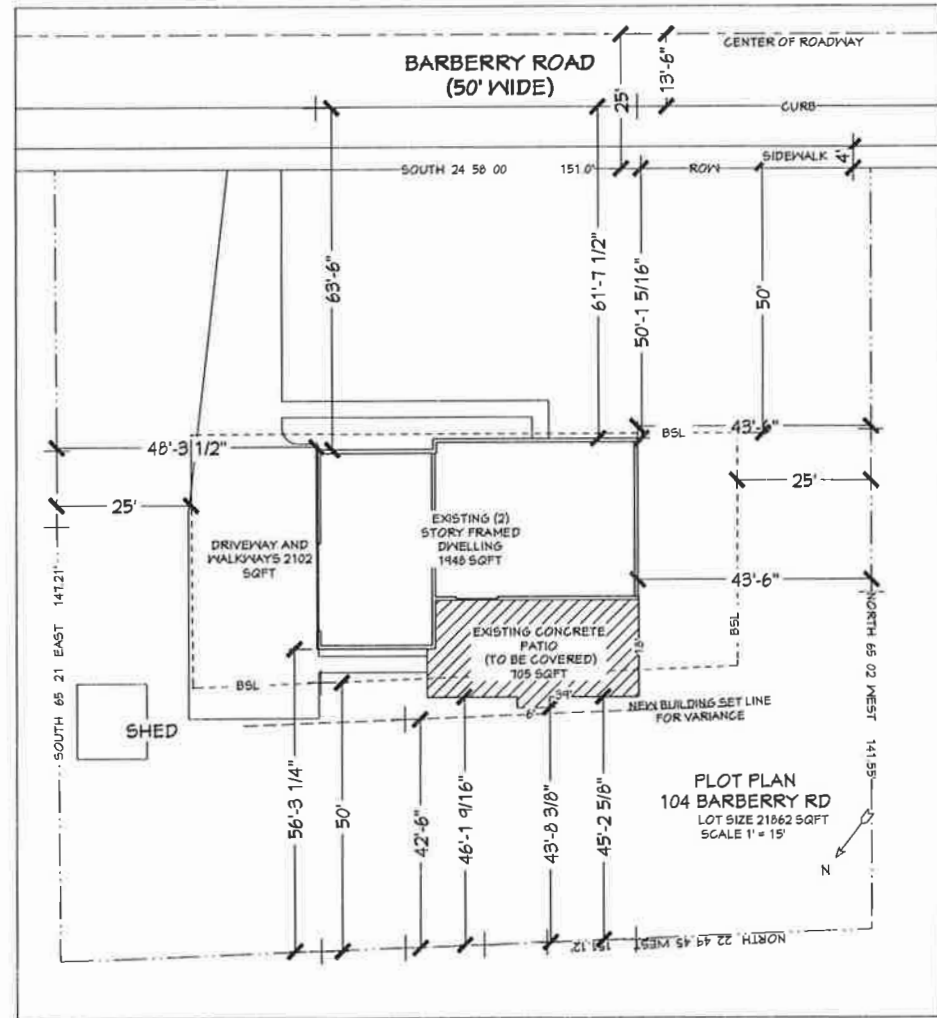 CENTER OF ROADWAY
BARBERRY ROAD
(50' WIDE)
25'
13'-6"
CURB
SIDEWALK
4'
SOUTH 24 58 00
151.0'
ROW
63'-6"
61'-7 1/2"
50'-1 5/16"
50'
BSL
43'-6"
48'-3 1/2"
25'
25'
EXISTING (2)
STORY FRAMED
DWELLING
1948 SQFT
DRIVEWAY AND
WALKWAYS 2102
SQFT
43'-6"
SOUTH 65 21 EAST 147.21'
NORTH 65 02 WEST 141.55'
EXISTING CONCRETE
PATIO
(TO BE COVERED)
705 SQFT
18'
BSL
BSL
39'
6'
NEW BUILDING SET LINE
FOR VARIANCE
SHED
56'-3 1/4"
50'
42'-6"
46'-1 9/16"
43'-8 3/8"
45'-2 5/8"
PLOT PLAN
104 BARBERRY RD
LOT SIZE 21862 SQFT
SCALE 1' = 15'
N
NORTH 22 44 45 WEST 151.12'